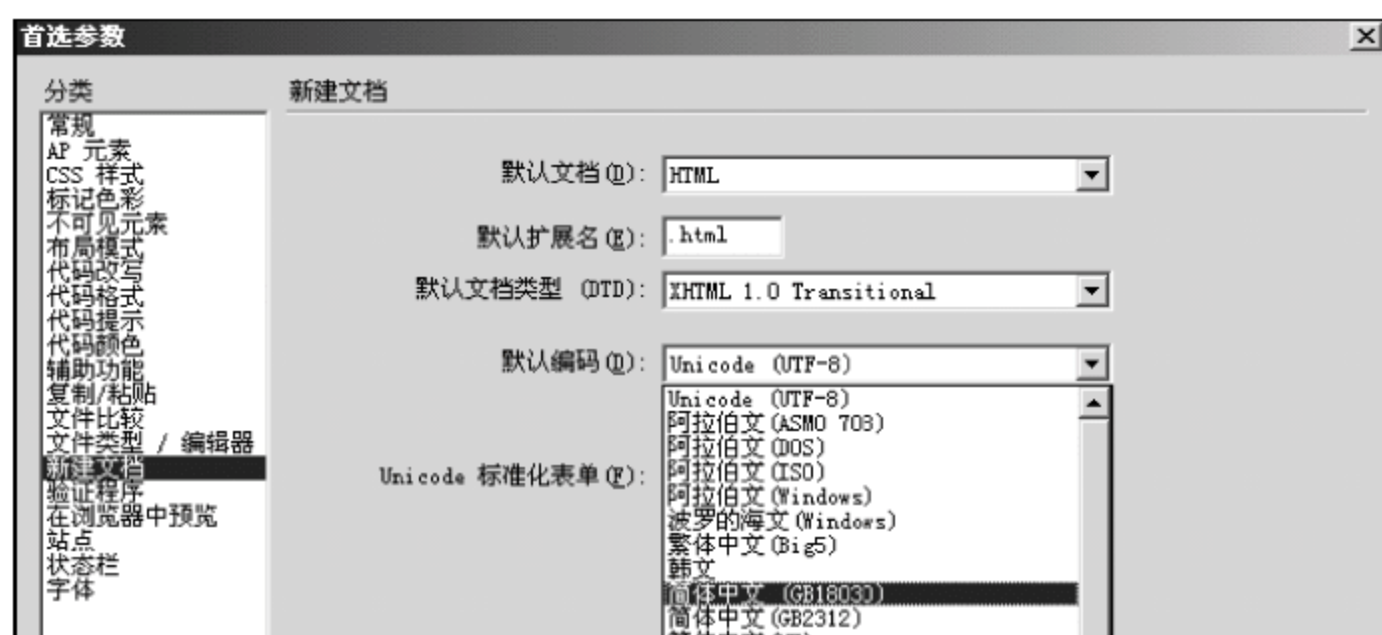 首选参数
分类
常规
AP 元素
CSS 样式
标记色彩
不可见元素
布局模式
代码改写
代码格式
代码提示
代码颜色
辅助功能
复制/粘贴
文件比较
文件类型 / 编辑器
新建文档
验证程序
在浏览器中预览
站点
状态栏
字体
新建文档
默认文档(D): HTML
默认扩展名(E): .html
默认文档类型 (DTD): XHTML 1.0 Transitional
默认编码(D): Unicode (UTF-8)
Unicode (UTF-8)
阿拉伯文(ASMO 708)
阿拉伯文(DOS)
阿拉伯文(ISO)
阿拉伯文(Windows)
波罗的海文(Windows)
繁体中文(Big5)
韩文
简体中文 (GB18030)
简体中文(GB2312)
Unicode 标准化表单(F):